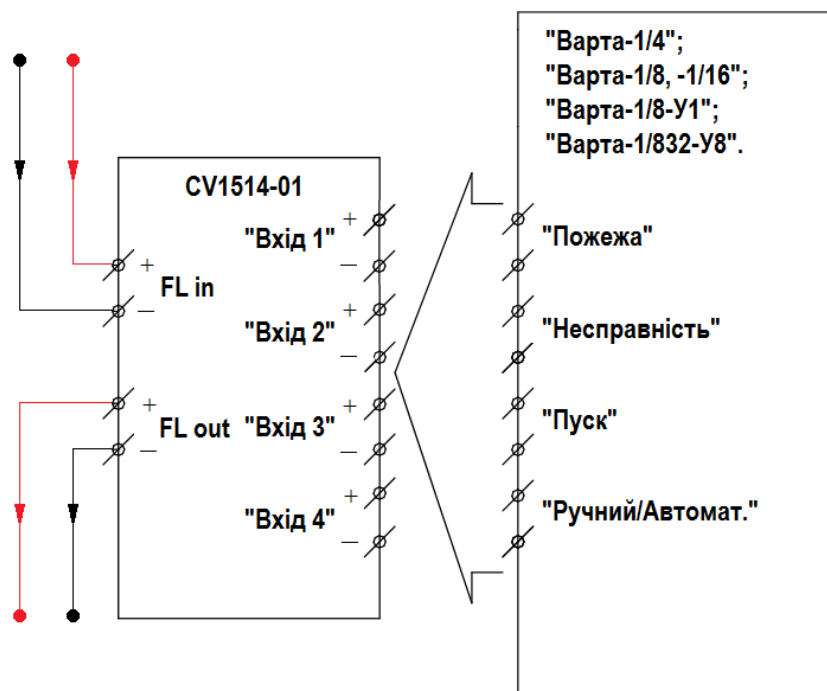 "Варта-1/4";
"Варта-1/8, -1/16";
"Варта-1/8-У1";
"Варта-1/832-У8".
CV1514-01
+
"Вхід 1"
−
+
FL in
−
+
"Вхід 2"
−
+
FL out
−
+
"Вхід 3"
−
+
"Вхід 4"
−
"Пожежа"
"Несправність"
"Пуск"
"Ручний/Автомат."